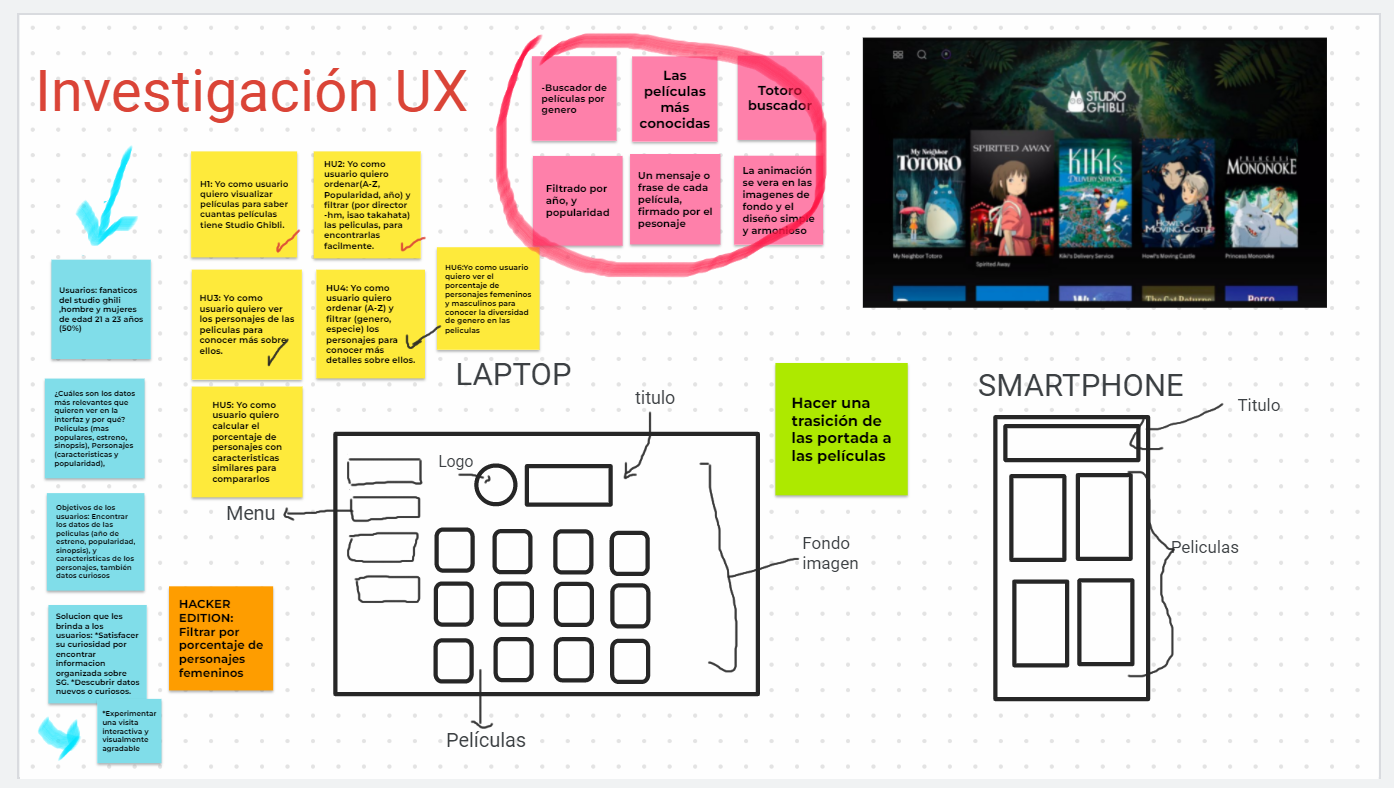 Investigación UX
-Buscador de
películas por
genero
Las
películas
más
conocidas
Totoro
buscador
Filtrado por
año, y
popularidad
Un mensaje o
frase de cada
película,
firmado por el
pesonaje
La animación
se vera en las
imagenes de
fondo y el
diseño simple
y armonioso
STUDIO
GHIBLI
My Neighbor
TOTORO
SPIRITED AWAY
KIKI's
DELIVERY SERVICE
HOWL'S
MOVING CASTLE
PRINCESS
MONONOKE
My Neighbor Totoro
Spirited Away
Kiki's Delivery Service
Howl's Moving Castle
Princess Mononoke
The Cat Returns
Porco
H1: Yo como usuario
quiero visualizar
películas para saber
cuantas películas
tiene Studio Ghibli.
HU2: Yo como
usuario quiero
ordenar(A-Z,
Popularidad, año) y
filtrar (por director
-hm, isao takahata)
las peliculas, para
encontrarlas
facilmente.
HU3: Yo como
usuario quiero ver
los personajes de las
peliculas para
conocer más sobre
ellos.
HU4: Yo como
usuario quiero
ordenar (A-Z) y
filtrar (genero,
especie) los
personajes para
conocer más
detalles sobre ellos.
HU6:Yo como usuario
quiero ver el
porcentaje de
personajes femeninos
y masculinos para
conocer la diversidad
de genero en las
peliculas
HU5: Yo como
usuario quiero
calcular el
porcentaje de
personajes con
caracteristicas
similares para
compararlos
Usuarios: fanaticos
del studio ghili
,hombre y mujeres
de edad 21 a 23 años
(50%)
¿Cuáles son los datos
más relevantes que
quieren ver en la
interfaz y por qué?
Películas (mas
populares, estreno,
sinopsis), Personajes
(características y
popularidad),
Objetivos de los
usuarios: Encontrar
los datos de las
peliculas (año de
estreno, popularidad,
sinopsis), y
características de los
personajes, también
datos curiosos
Solucion que les
brinda a los
usuarios: *Satisfacer
su curiosidad por
encontrar
informacion
organizada sobre
SG. *Descubrir datos
nuevos o curiosos.
*Experimentar
una visita
interactiva y
visualmente
agradable
HACKER
EDITION:
Filtrar por
porcentaje de
personajes
femeninos
LAPTOP
titulo
Logo
Menu
Fondo
imagen
Películas
Hacer una
trasición de
las portada a
las películas
SMARTPHONE
Titulo
Peliculas